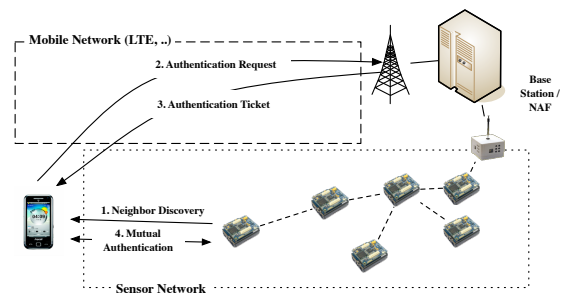 Mobile Network (LTE, ..)
2. Authentication Request
3. Authentication Ticket
Base
Station /
NAF
1. Neighbor Discovery
4. Mutual
Authentication
Sensor Network